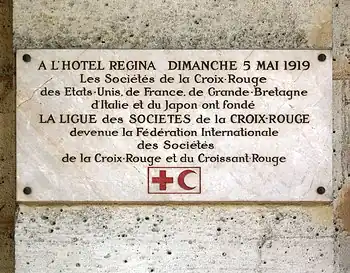 A L'HOTEL REGINA DIMANCHE 5 MAI 1919
Les Sociétés de la Croix-Rouge
des Etats-Unis, de France, de Grande-Bretagne
d'Italie et du Japon ont fondé
LA LIGUE des SOCIETES de la CROIX-ROUGE
devenue la Fédération Internationale
des Sociétés
de la Croix-Rouge et du Croissant-Rouge